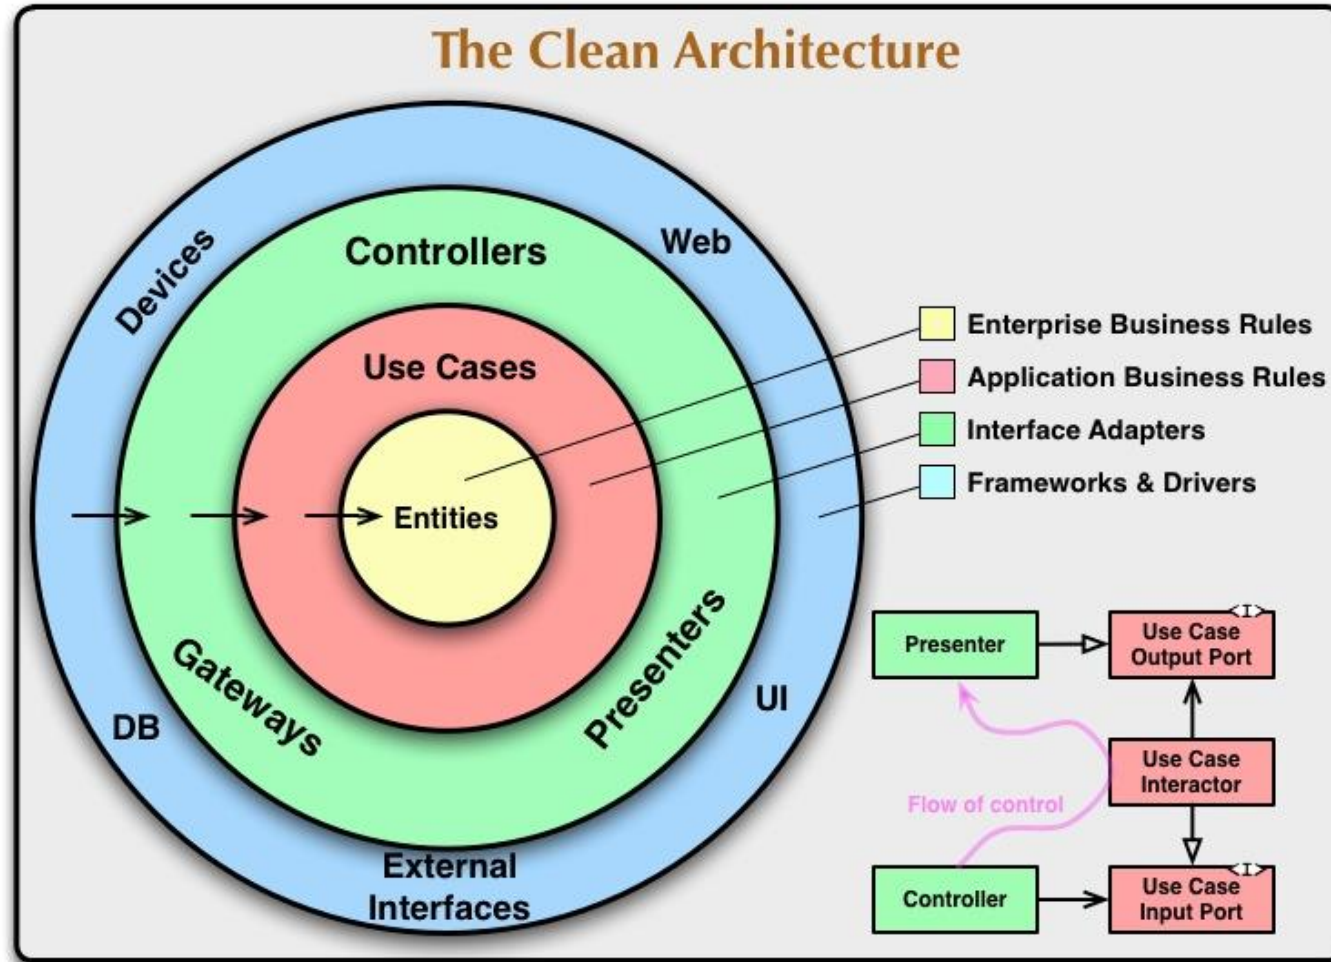 The Clean Architecture
Devices
Controllers
Web
Use Cases
Entities
Gateways
Presenters
DB
UI
External
Interfaces
Enterprise Business Rules
Application Business Rules
Interface Adapters
Frameworks & Drivers
Presenter
<I>
Use Case
Output Port
Use Case
Interactor
Flow of control
Controller
<I>
Use Case
Input Port